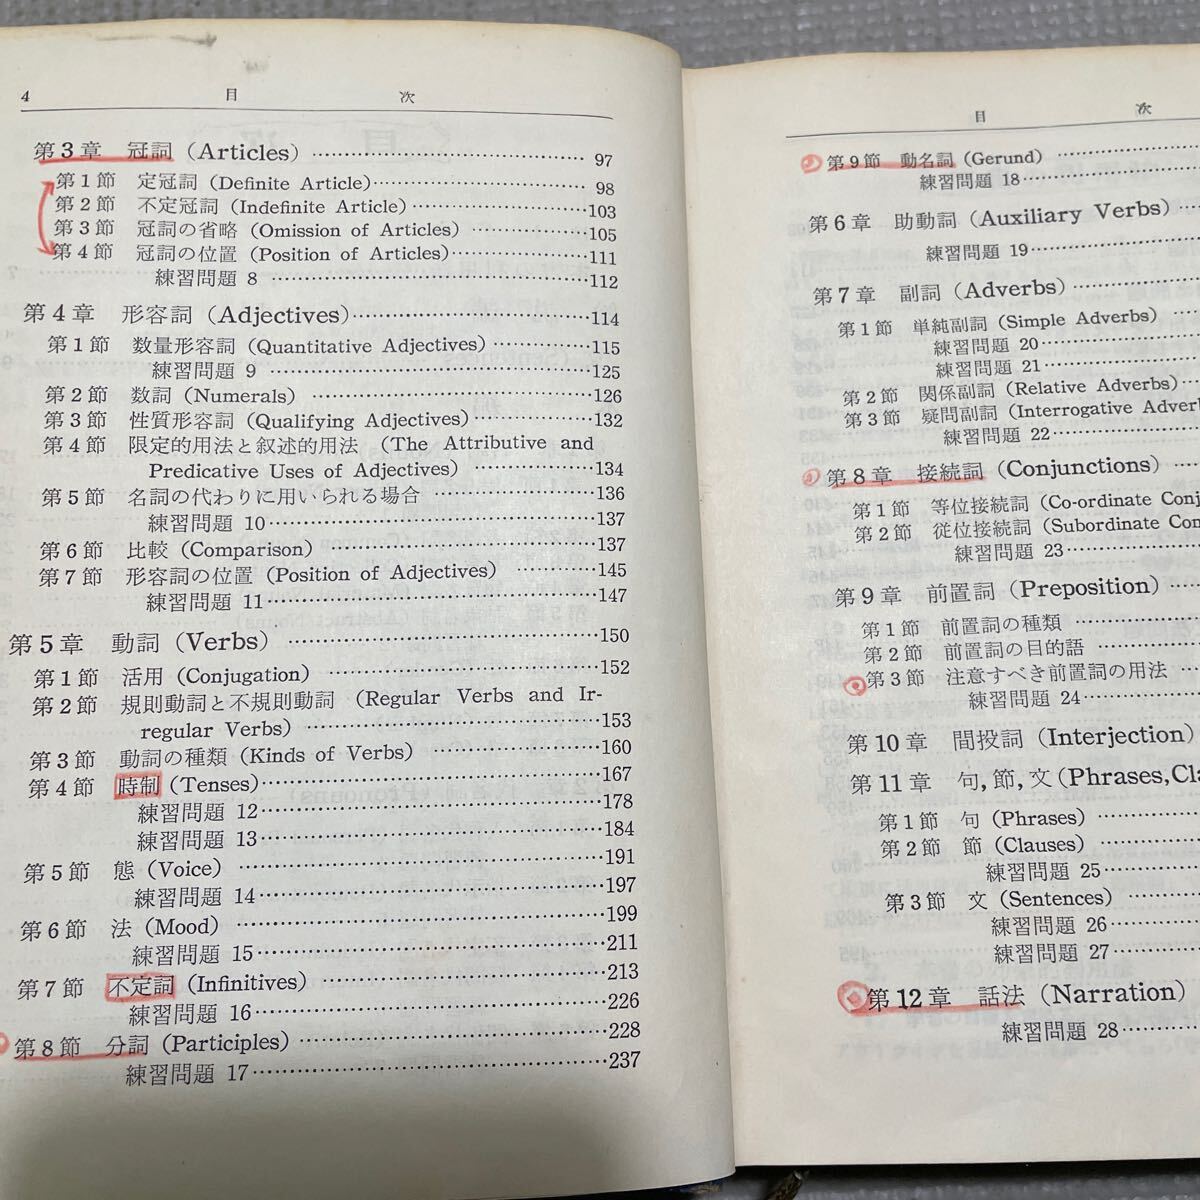 4 目 次
第3章 冠詞 (Articles) …… 97
第1節 定冠詞 (Definite Article) …… 98
第2節 不定冠詞 (Indefinite Article) …… 103
第3節 冠詞の省略 (Omission of Articles) …… 105
第4節 冠詞の位置 (Position of Articles) …… 111
練習問題 8 …… 112
第4章 形容詞 (Adjectives) …… 114
第1節 数量形容詞 (Quantitative Adjectives) …… 115
練習問題 9 …… 125
第2節 数詞 (Numerals) …… 126
第3節 性質形容詞 (Qualifying Adjectives) …… 132
第4節 限定的用法と叙述的用法 (The Attributive and
Predicative Uses of Adjectives) …… 134
第5節 名詞の代わりに用いられる場合 …… 136
練習問題 10 …… 137
第6節 比較 (Comparison) …… 137
第7節 形容詞の位置 (Position of Adjectives) …… 145
練習問題 11 …… 147
第5章 動詞 (Verbs) …… 150
第1節 活用 (Conjugation) …… 152
第2節 規則動詞と不規則動詞 (Regular Verbs and Ir-
regular Verbs) …… 153
第3節 動詞の種類 (Kinds of Verbs) …… 160
第4節 時制 (Tenses) …… 167
練習問題 12 …… 178
練習問題 13 …… 184
第5節 態 (Voice) …… 191
練習問題 14 …… 197
第6節 法 (Mood) …… 199
練習問題 15 …… 211
第7節 不定詞 (Infinitives) …… 213
練習問題 16 …… 226
第8節 分詞 (Participles) …… 228
練習問題 17 …… 237
目 次
第9節 動名詞 (Gerund) ……
練習問題 18 ……
第6章 助動詞 (Auxiliary Verbs) ……
練習問題 19 ……
第7章 副詞 (Adverbs) ……
第1節 単純副詞 (Simple Adverbs) ……
練習問題 20 ……
練習問題 21 ……
第2節 関係副詞 (Relative Adverbs) ……
第3節 疑問副詞 (Interrogative Adver
練習問題 22 ……
第8章 接続詞 (Conjunctions) ……
第1節 等位接続詞 (Co-ordinate Conj
第2節 従位接続詞 (Subordinate Con
練習問題 23 ……
第9章 前置詞 (Preposition) ……
第1節 前置詞の種類 ……
第2節 前置詞の目的語 ……
第3節 注意すべき前置詞の用法 ……
練習問題 24 ……
第10章 間投詞 (Interjection) ……
第11章 句, 節, 文 (Phrases, Cla
第1節 句 (Phrases) ……
第2節 節 (Clauses) ……
練習問題 25 ……
第3節 文 (Sentences) ……
練習問題 26 ……
練習問題 27 ……
第12章 話法 (Narration) ……
練習問題 28 ……